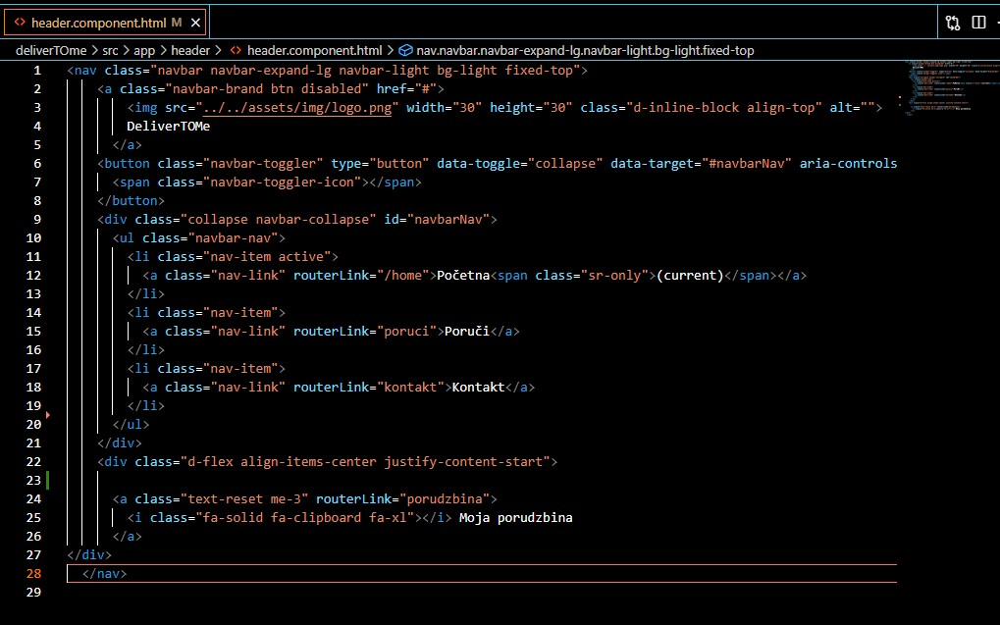 header.component.html M
deliverTOme > src > app > header > header.component.html > nav.navbar.navbar-expand-lg.navbar-light.bg-light.fixed-top
1 <nav class="navbar navbar-expand-lg navbar-light bg-light fixed-top">
2 <a class="navbar-brand btn disabled" href="#">
3 <img src="../../assets/img/logo.png" width="30" height="30" class="d-inline-block align-top" alt="">
4 DeliverTOMe
5 </a>
6 <button class="navbar-toggler" type="button" data-toggle="collapse" data-target="#navbarNav" aria-controls
7 <span class="navbar-toggler-icon"></span>
8 </button>
9 <div class="collapse navbar-collapse" id="navbarNav">
10 <ul class="navbar-nav">
11 <li class="nav-item active">
12 <a class="nav-link" routerLink="/home">Početna<span class="sr-only">(current)</span></a>
13 </li>
14 <li class="nav-item">
15 <a class="nav-link" routerLink="poruci">Poruči</a>
16 </li>
17 <li class="nav-item">
18 <a class="nav-link" routerLink="kontakt">Kontakt</a>
19 </li>
20 </ul>
21 </div>
22 <div class="d-flex align-items-center justify-content-start">
23
24 <a class="text-reset me-3" routerLink="porudzbina">
25 <i class="fa-solid fa-clipboard fa-xl"></i> Moja porudzbina
26 </a>
27 </div>
28 </nav>
29